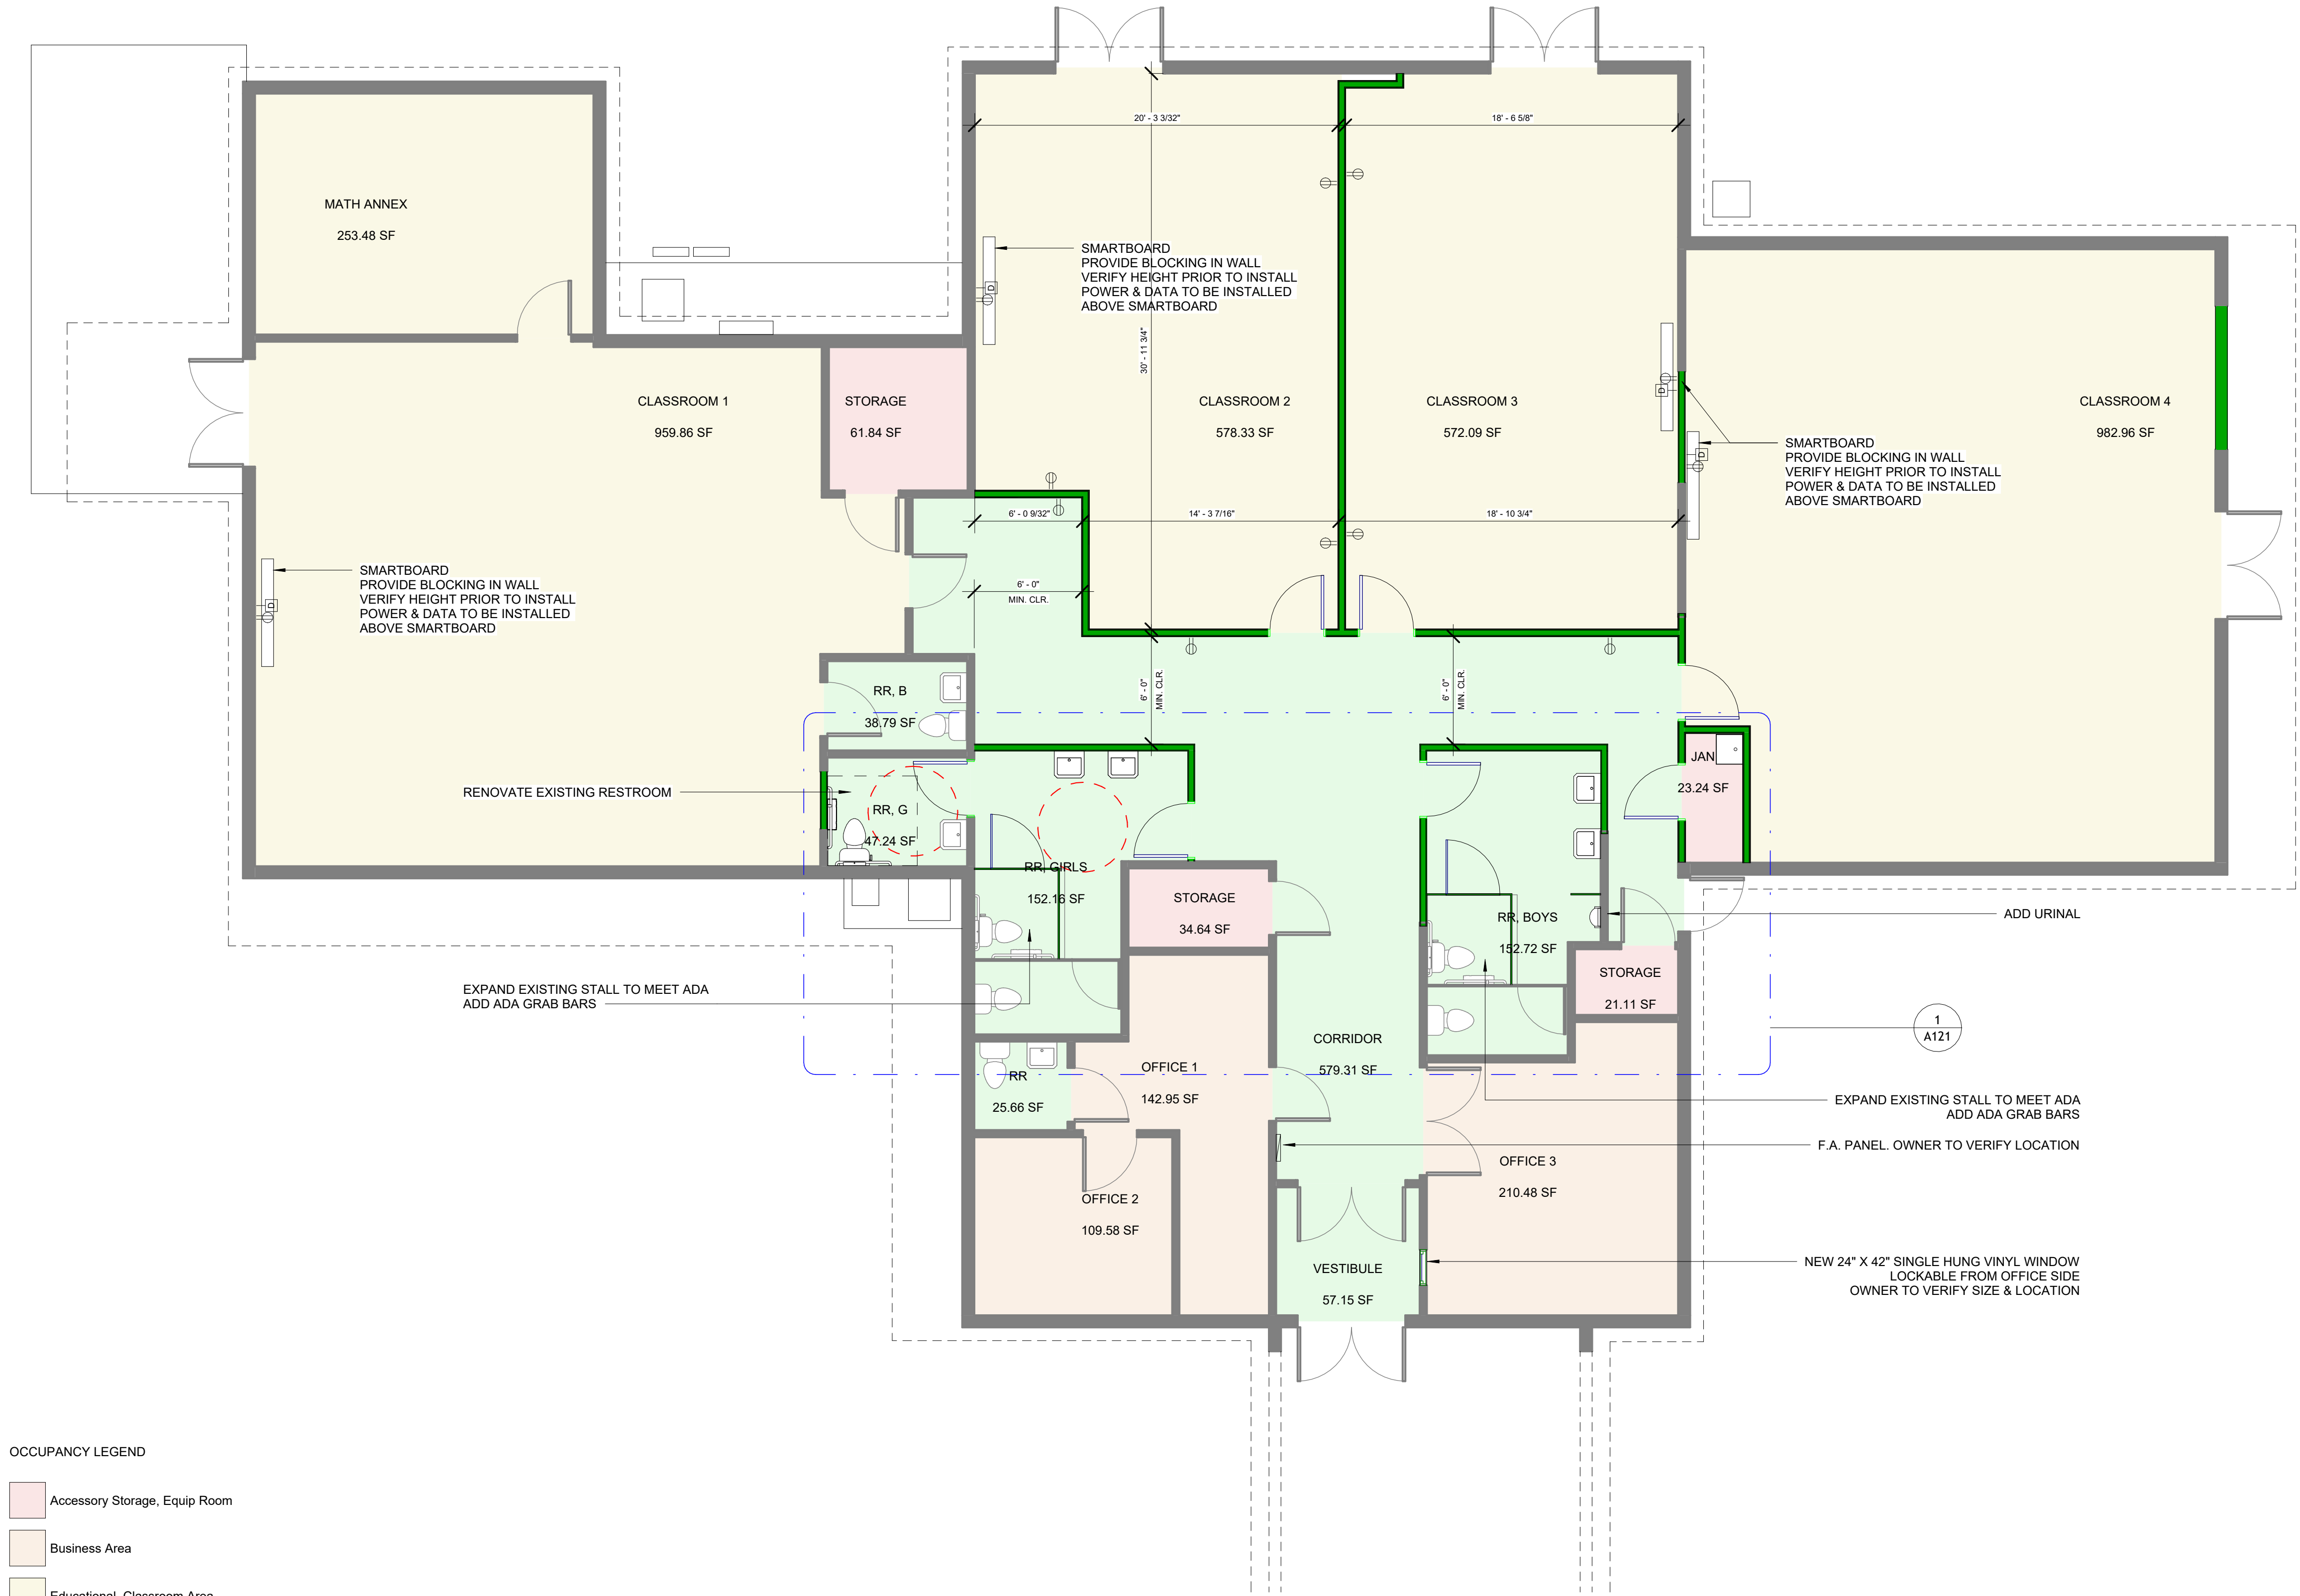 20' - 3 3/32"
18' - 6 5/8"
MATH ANNEX
253.48 SF
SMARTBOARD
PROVIDE BLOCKING IN WALL
VERIFY HEIGHT PRIOR TO INSTALL
POWER & DATA TO BE INSTALLED
ABOVE SMARTBOARD
D
30' - 11 3/4"
CLASSROOM 1
959.86 SF
STORAGE
61.84 SF
CLASSROOM 2
578.33 SF
CLASSROOM 3
572.09 SF
D
CLASSROOM 4
982.96 SF
SMARTBOARD
PROVIDE BLOCKING IN WALL
VERIFY HEIGHT PRIOR TO INSTALL
POWER & DATA TO BE INSTALLED
ABOVE SMARTBOARD
D
6' - 0 9/32"
14' - 3 7/16"
18' - 10 3/4"
SMARTBOARD
PROVIDE BLOCKING IN WALL
VERIFY HEIGHT PRIOR TO INSTALL
POWER & DATA TO BE INSTALLED
ABOVE SMARTBOARD
D
6' - 0"
MIN. CLR.
6' - 0"
MIN. CLR.
6' - 0"
MIN. CLR.
RR, B
38.79 SF
JAN
23.24 SF
RENOVATE EXISTING RESTROOM
RR, G
47.24 SF
RR, GIRLS
152.16 SF
STORAGE
34.64 SF
RR, BOYS
152.72 SF
ADD URINAL
STORAGE
21.11 SF
EXPAND EXISTING STALL TO MEET ADA
ADD ADA GRAB BARS
1
A121
CORRIDOR
579.31 SF
RR
25.66 SF
OFFICE 1
142.95 SF
EXPAND EXISTING STALL TO MEET ADA
ADD ADA GRAB BARS
F.A. PANEL. OWNER TO VERIFY LOCATION
OFFICE 3
210.48 SF
OFFICE 2
109.58 SF
VESTIBULE
57.15 SF
NEW 24" X 42" SINGLE HUNG VINYL WINDOW
LOCKABLE FROM OFFICE SIDE
OWNER TO VERIFY SIZE & LOCATION
OCCUPANCY LEGEND
Accessory Storage, Equip Room
Business Area
Educational, Classroom Area